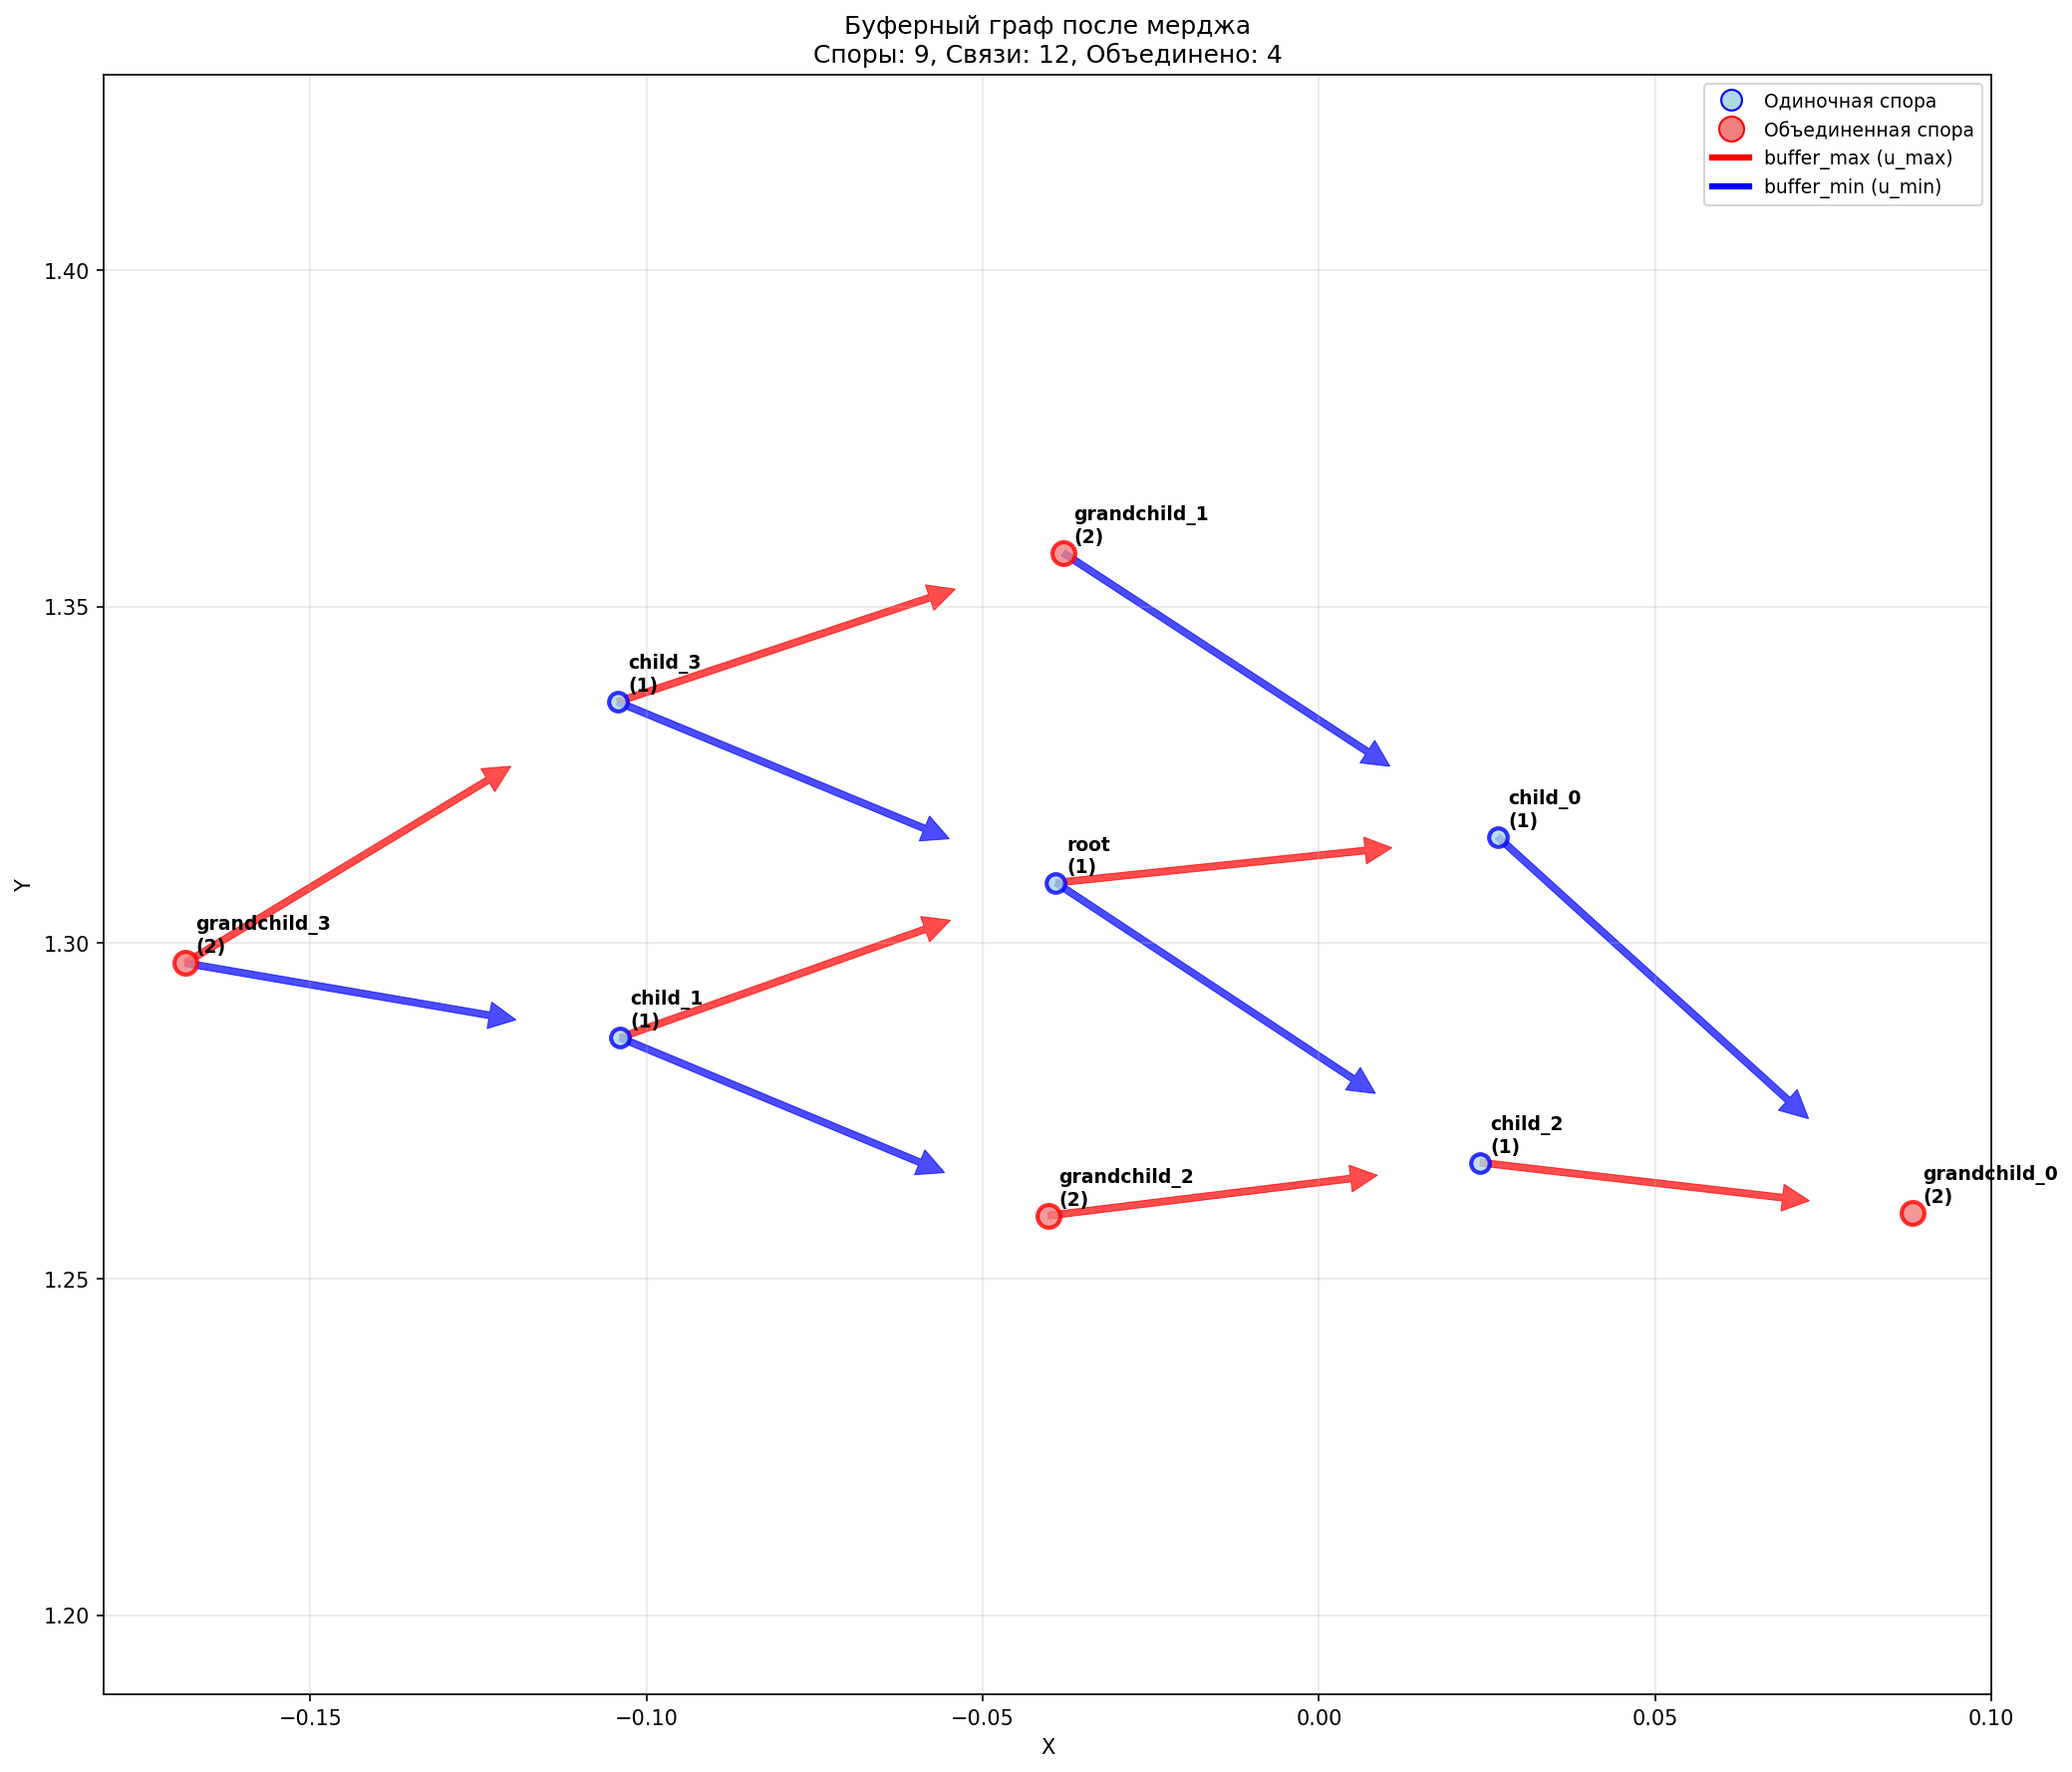 Буферный граф после мерджа
Споры: 9, Связи: 12, Объединено: 4
Одиночная спора
Объединенная спора
buffer_max (u_max)
buffer_min (u_min)
1.40
1.35
1.30
1.25
1.20
Y
grandchild_1
(2)
child_3
(1)
child_0
(1)
root
(1)
grandchild_3
(2)
child_1
(1)
child_2
(1)
grandchild_2
(2)
grandchild_0
(2)
−0.15
−0.10
−0.05
0.00
0.05
0.10
X